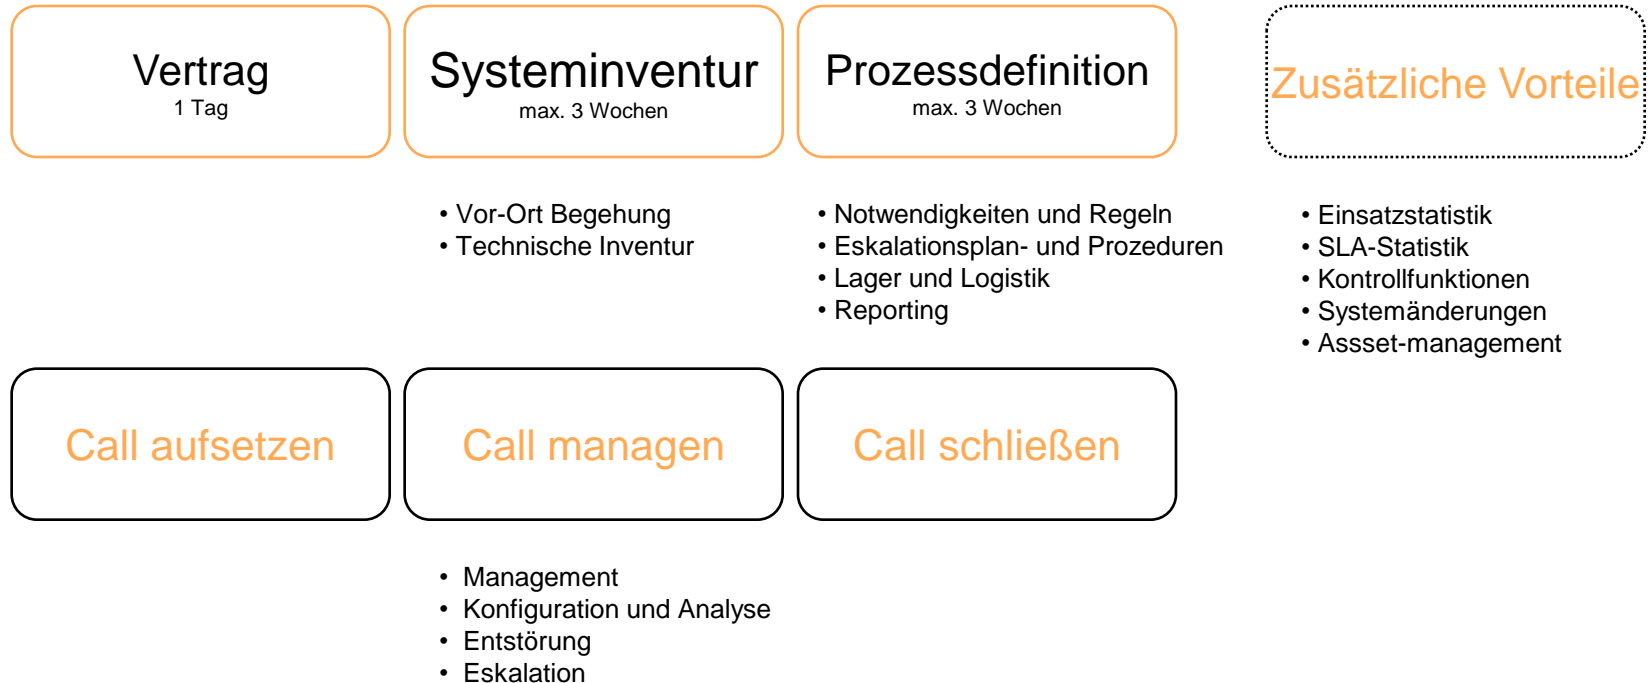 Vertrag
1 Tag
Systeminventur
max. 3 Wochen
Prozessdefinition
max. 3 Wochen
Zusätzliche Vorteile
• Vor-Ort Begehung
• Technische Inventur
• Notwendigkeiten und Regeln
• Eskalationsplan- und Prozeduren
• Lager und Logistik
• Reporting
• Einsatzstatistik
• SLA-Statistik
• Kontrollfunktionen
• Systemänderungen
• Assset-management
Call aufsetzen
Call managen
Call schließen
• Management
• Konfiguration und Analyse
• Entstörung
• Eskalation